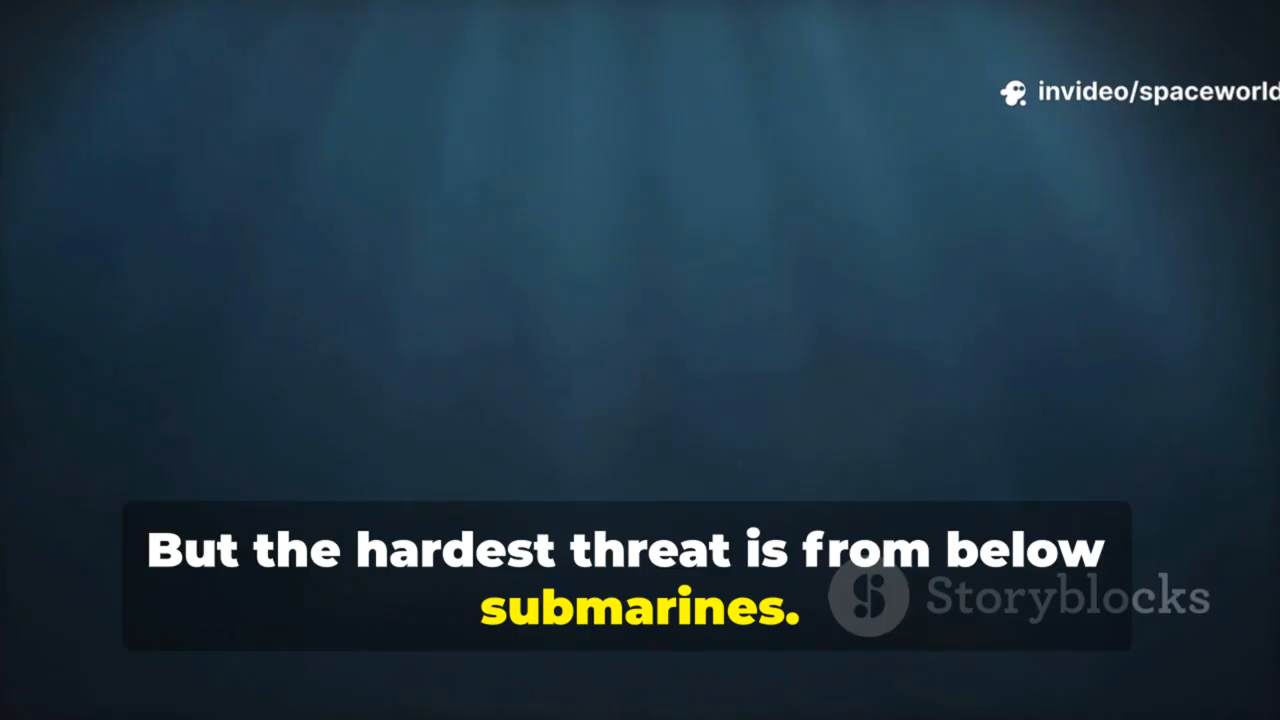 invideo/spaceworld
But the hardest threat is from below
submarines.
Storyblocks